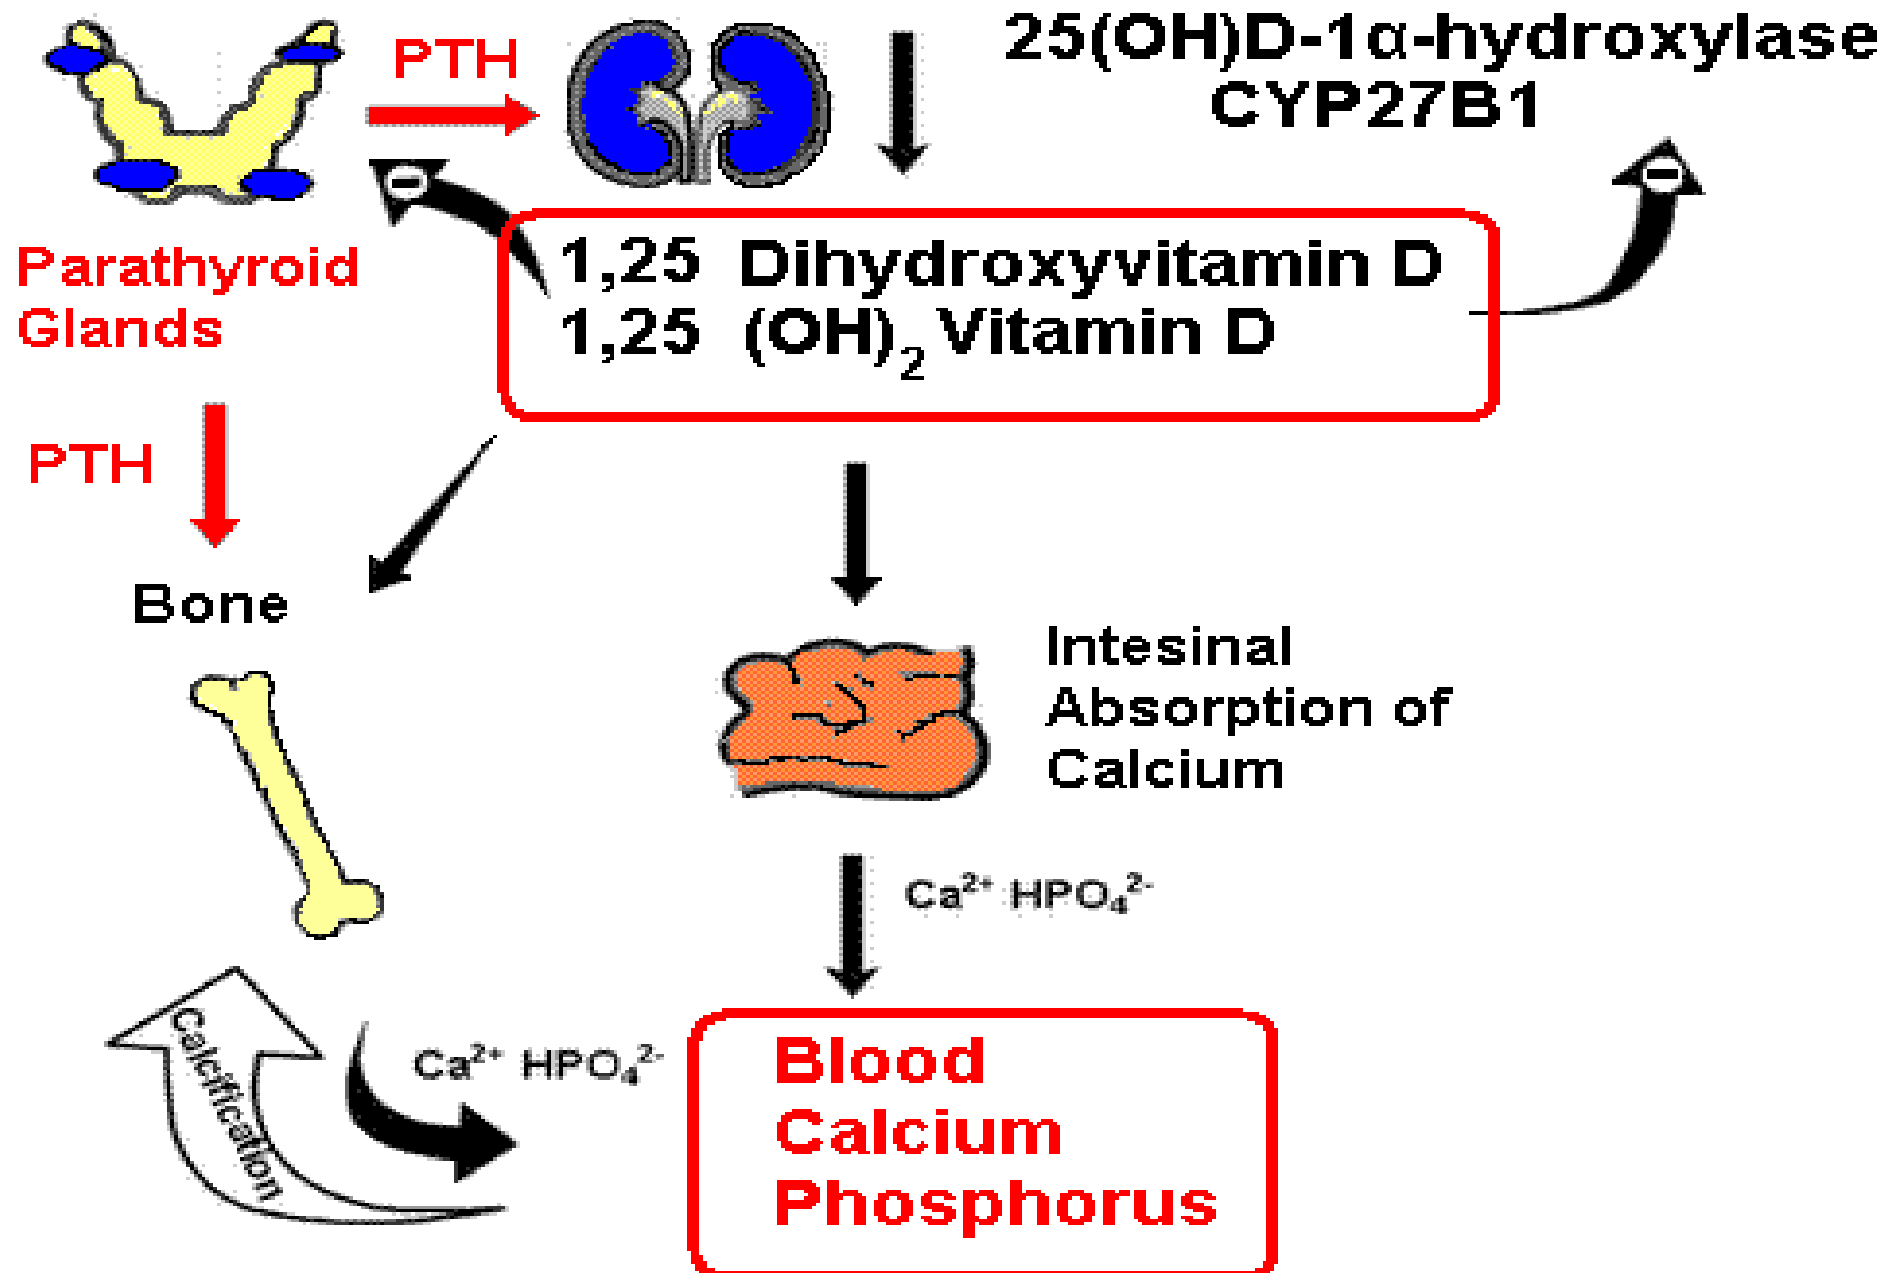 PTH
25(OH)D-1α-hydroxylase
CYP27B1
Parathyroid
Glands
1,25 Dihydroxyvitamin D
1,25 (OH)₂ Vitamin D
PTH
Bone
Intesinal
Absorption of
Calcium
Ca²⁺ HPO₄²⁻
Calcification
Ca²⁺ HPO₄²⁻
Blood
Calcium
Phosphorus